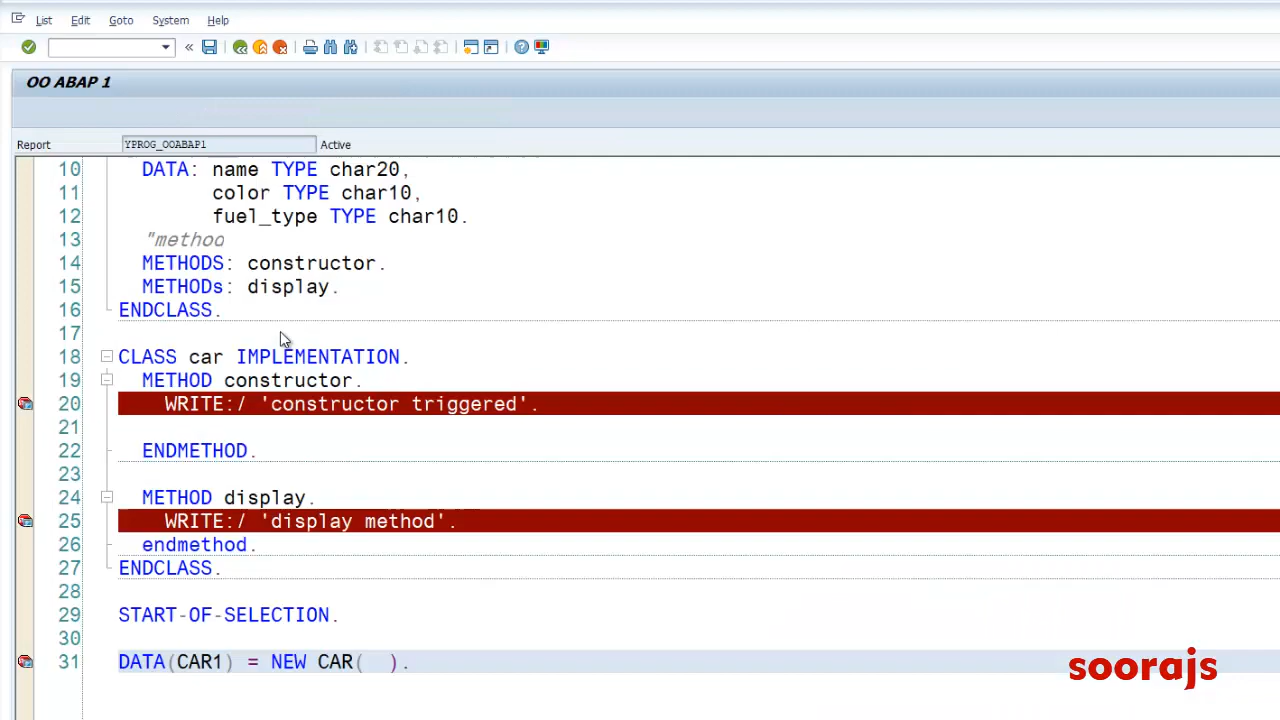 List Edit Goto System Help
OO ABAP 1
Report YPROG_OOABAP1 Active
10 DATA: name TYPE char20,
11 color TYPE char10,
12 fuel_type TYPE char10.
13 "method
14 METHODS: constructor.
15 METHODs: display.
16 ENDCLASS.
17
18 CLASS car IMPLEMENTATION.
19 METHOD constructor.
20 WRITE:/ 'constructor triggered'.
21
22 ENDMETHOD.
23
24 METHOD display.
25 WRITE:/ 'display method'.
26 endmethod.
27 ENDCLASS.
28
29 START-OF-SELECTION.
30
31 DATA(CAR1) = NEW CAR( ).
soorajs